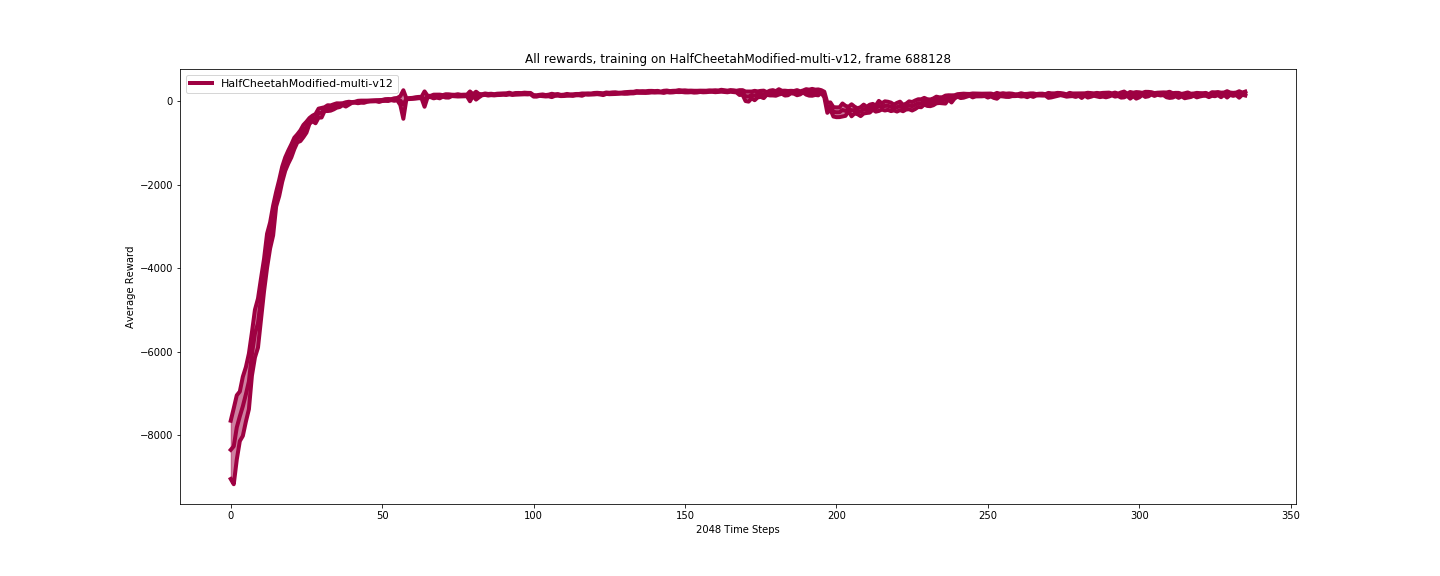 All rewards, training on HalfCheetahModified-multi-v12, frame 688128
HalfCheetahModified-multi-v12
0
−2000
−4000
−6000
−8000
Average Reward
0 50 100 150 200 250 300 350
2048 Time Steps